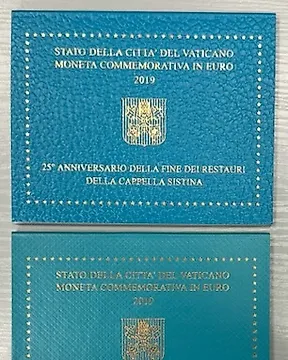 STATO DELLA CITTA' DEL VATICANO
MONETA COMMEMORATIVA IN EURO
2019
25° ANNIVERSARIO DELLA FINE DEI RESTAURI
DELLA CAPPELLA SISTINA
STATO DELLA CITTA' DEL VATICANO
MONETA COMMEMORATIVA IN EURO
2019